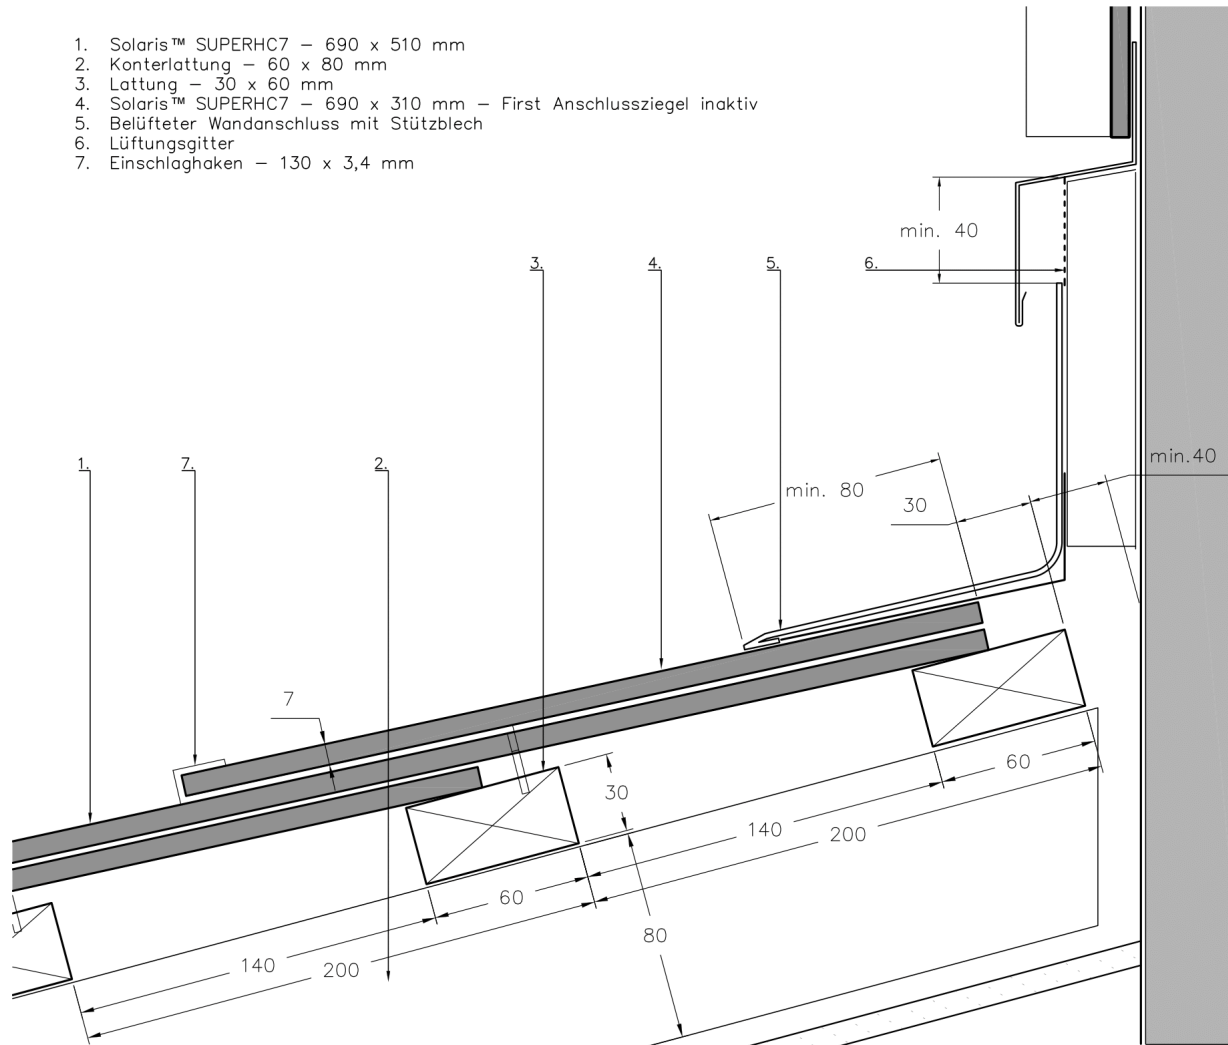 1. Solaris™ SUPERHC7 – 690 x 510 mm
2. Konterlattung – 60 x 80 mm
3. Lattung – 30 x 60 mm
4. Solaris™ SUPERHC7 – 690 x 310 mm – First Anschlussziegel inaktiv
5. Belüfteter Wandanschluss mit Stützblech
6. Lüftungsgitter
7. Einschlaghaken – 130 x 3,4 mm
min. 40
3.
4.
5.
6.
1.
7.
2.
min. 80
30
min.40
7
60
30
140
200
60
80
140
200